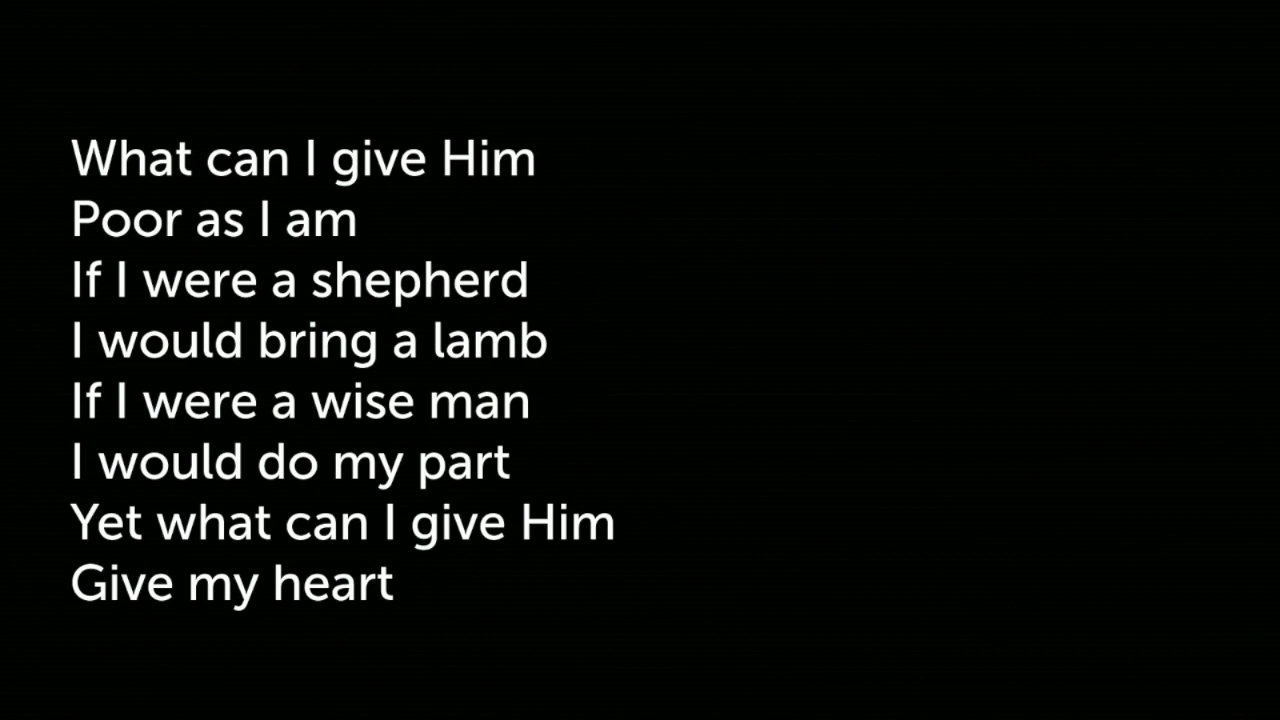 What can I give Him
Poor as I am
If I were a shepherd
I would bring a lamb
If I were a wise man
I would do my part
Yet what can I give Him
Give my heart